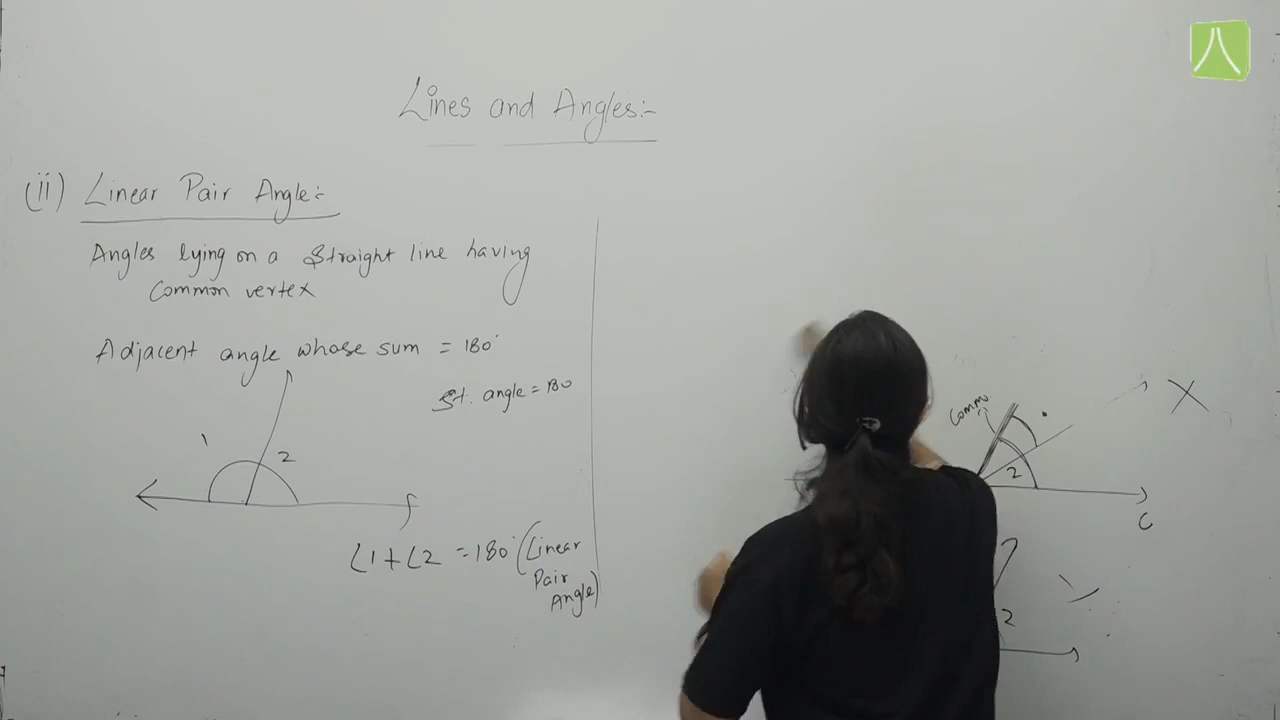 Lines and Angles:-
(ii) Linear Pair Angle:-
Angles lying on a Straight line having
Common vertex
Adjacent angle whose sum = 180°
St. angle = 180
1
2
∠1+∠2 = 180° (Linear
Pair
Angle)
Commo
2
C
2